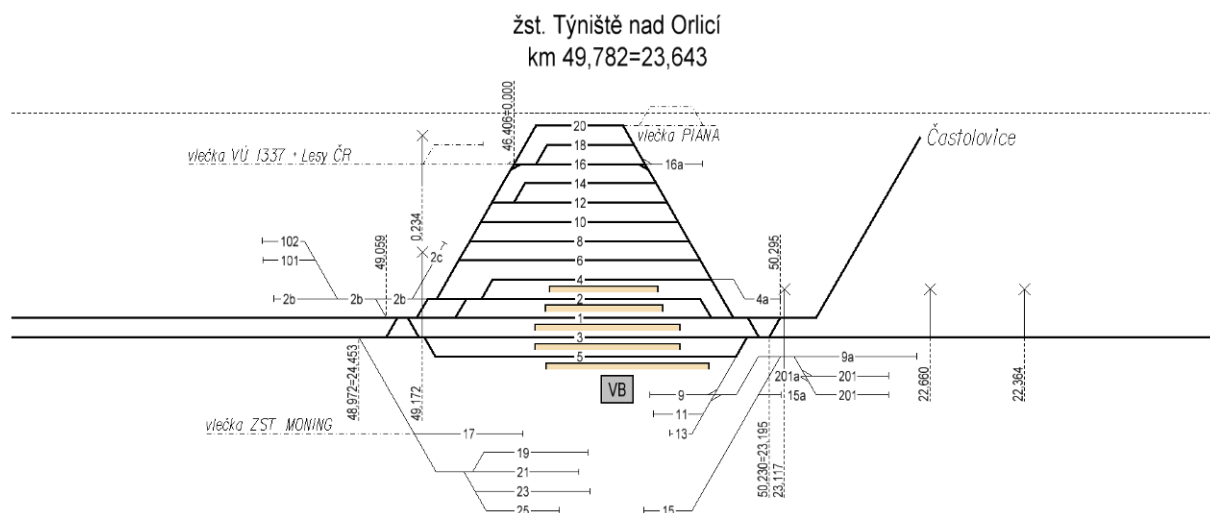 žst. Týniště nad Orlicí
km 49,782=23,643
46,406=0,000
20
vlečka PIANA
Častolovice
18
vlečka VÚ 1337 + Lesy ČR
16
16a
14
12
0,234
10
102
49,059
8
50,295
101
2c
6
4
2b
2b
2b
2
4a
1
3
5
9a
48,972=24,453
49,172
VB
201a
201
22,660
22,364
9
15a
201
11
vlečka ZST MONING
17
13
50,230=23,195
23,117
19
21
23
25
15